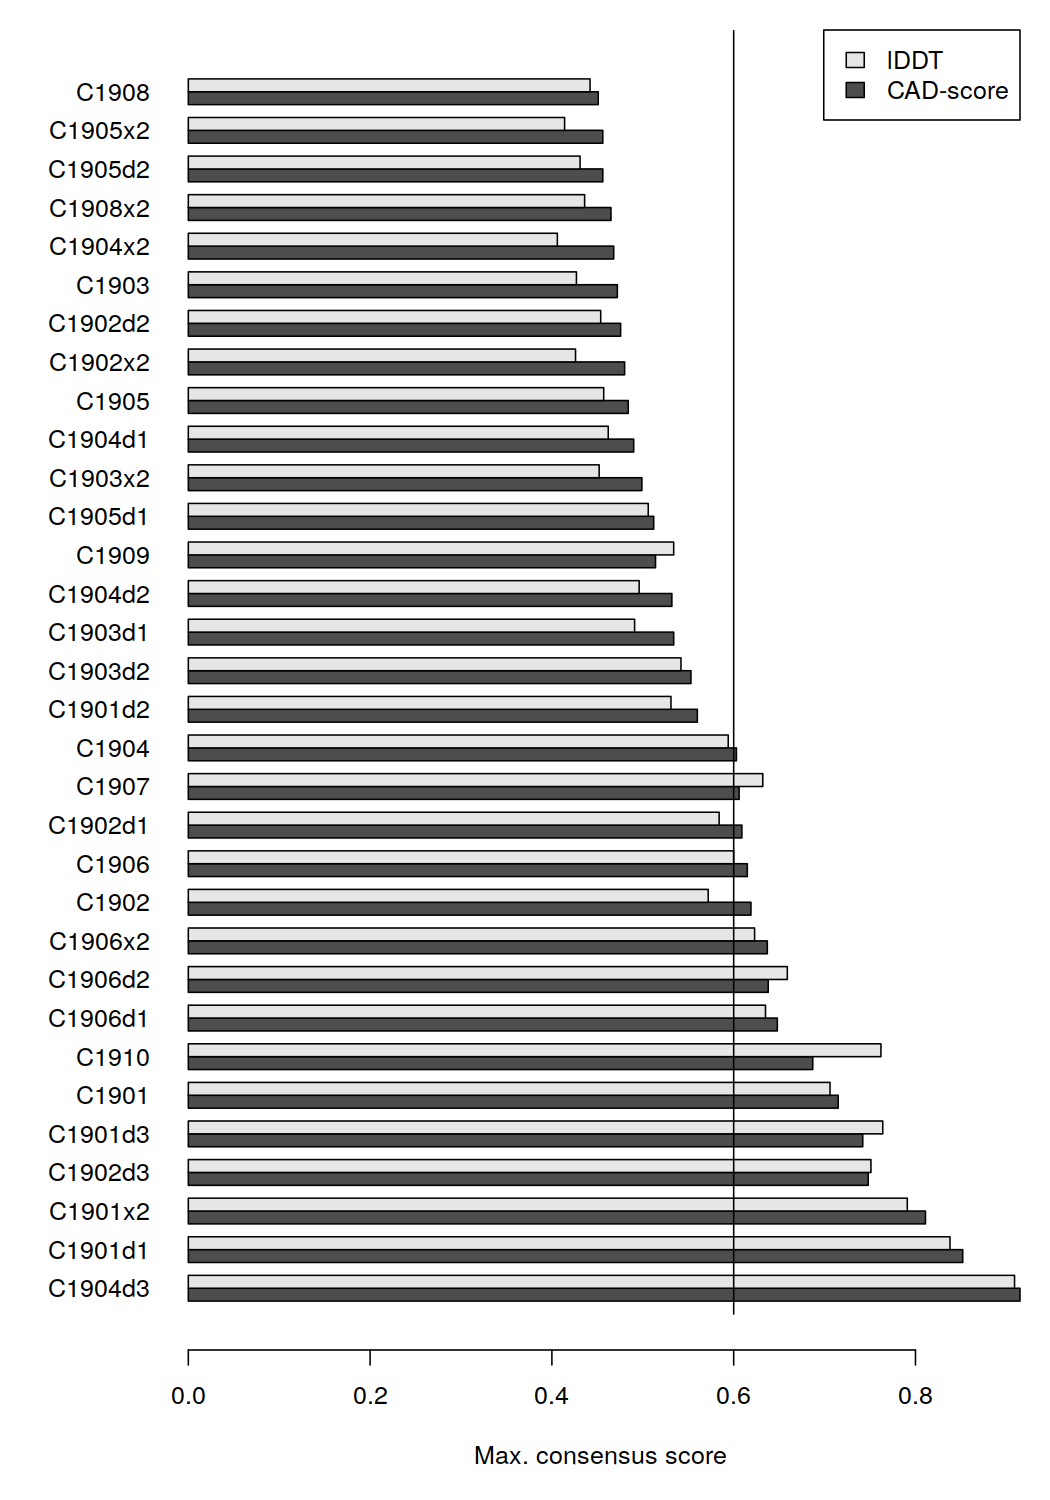 lDDT
CAD-score
C1908
C1905x2
C1905d2
C1908x2
C1904x2
C1903
C1902d2
C1902x2
C1905
C1904d1
C1903x2
C1905d1
C1909
C1904d2
C1903d1
C1903d2
C1901d2
C1904
C1907
C1902d1
C1906
C1902
C1906x2
C1906d2
C1906d1
C1910
C1901
C1901d3
C1902d3
C1901x2
C1901d1
C1904d3
0.0 0.2 0.4 0.6 0.8
Max. consensus score